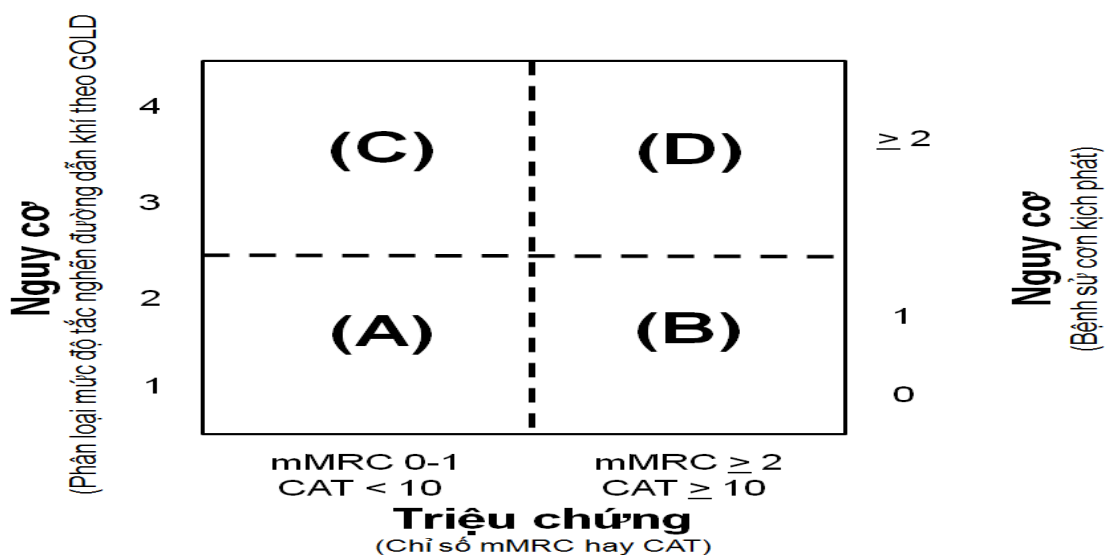 Nguy cơ
(Phân loại mức độ tắc nghẽn đường dẫn khí theo GOLD
4
3
2
1
(C)
(D)
(A)
(B)
≥ 2
1
0
Nguy cơ
(Bệnh sử cơn kịch phát)
mMRC 0-1
CAT < 10
mMRC ≥ 2
CAT ≥ 10
Triệu chứng
(Chỉ số mMRC hay CAT)